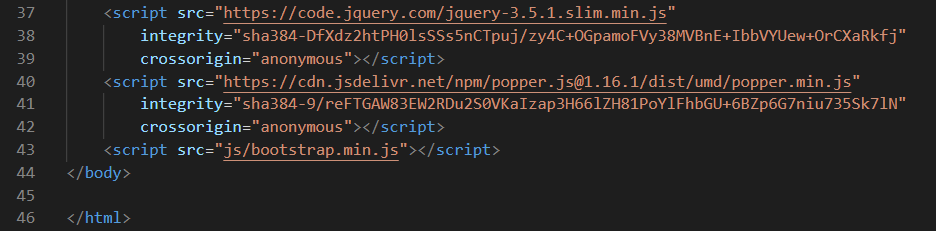 37 <script src="https://code.jquery.com/jquery-3.5.1.slim.min.js"
38 integrity="sha384-DfXdz2htPH0lsSSs5nCTpuj/zy4C+OGpamoFVy38MVBnE+IbbVYUew+OrCXaRkfj"
39 crossorigin="anonymous"></script>
40 <script src="https://cdn.jsdelivr.net/npm/popper.js@1.16.1/dist/umd/popper.min.js"
41 integrity="sha384-9/reFTGAW83EW2RDu2S0VKaIzap3H66lZH81PoYlFhbGU+6BZp6G7niu735Sk7lN"
42 crossorigin="anonymous"></script>
43 <script src="js/bootstrap.min.js"></script>
44 </body>
45
46 </html>